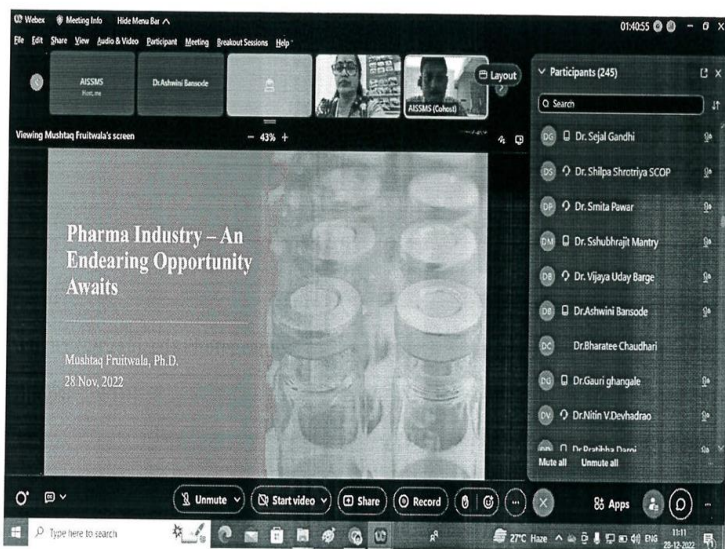 Webex Meeting Info Hide Menu Bar
01:40:55
File Edit Share View Audio & Video Participant Meeting Breakout Sessions Help
AISSMS
Host, me
Dr.Ashwini Bansode
AISSMS (Cohost)
Layout
Viewing Mushtaq Fruitwala's screen
43%
Pharma Industry – An
Endearing Opportunity
Awaits
Mushtaq Fruitwala, Ph.D.
28 Nov, 2022
Participants (245)
Search
DG Dr. Sejal Gandhi
DS Dr. Shilpa Shrotriya SCOP
DP Dr. Smita Pawar
DM Dr. Sshubhrajit Mantry
DB Dr. Vijaya Uday Barge
DB Dr.Ashwini Bansode
DC Dr.Bharatee Chaudhari
DG Dr.Gauri ghangale
DV Dr.Nitin V.Devhadrao
Mute all Unmute all
Unmute
Start video
Share
Record
Apps
Type here to search
27°C Haze
ENG
11:11
28-12-2022